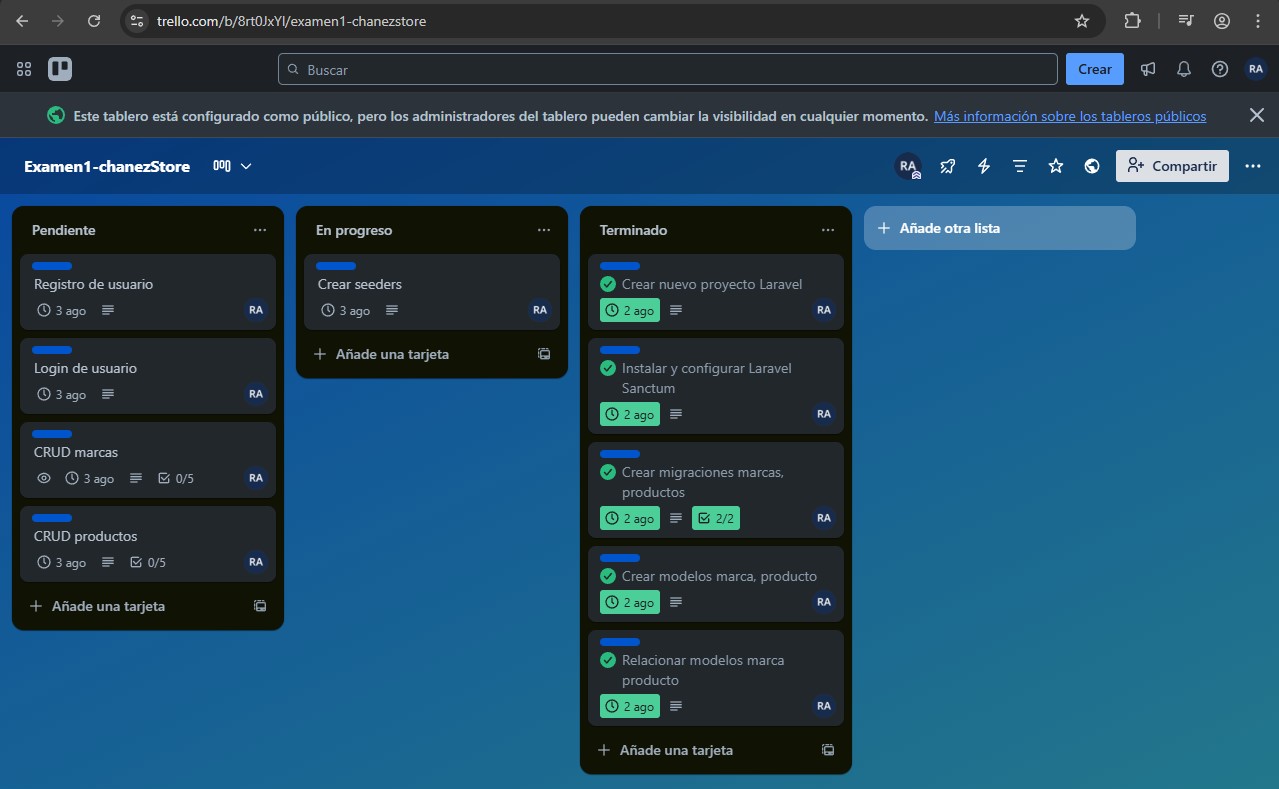 trello.com/b/8rt0JxYl/examen1-chanezstore
Buscar
Crear
RA
Este tablero está configurado como público, pero los administradores del tablero pueden cambiar la visibilidad en cualquier momento. Más información sobre los tableros públicos
Examen1-chanezStore
RA
Compartir
Pendiente
Registro de usuario
3 ago
RA
Login de usuario
3 ago
RA
CRUD marcas
3 ago 0/5
RA
CRUD productos
3 ago 0/5
RA
Añade una tarjeta
En progreso
Crear seeders
3 ago
RA
Añade una tarjeta
Terminado
Crear nuevo proyecto Laravel
2 ago
RA
Instalar y configurar Laravel
Sanctum
2 ago
RA
Crear migraciones marcas,
productos
2 ago 2/2
RA
Crear modelos marca, producto
2 ago
RA
Relacionar modelos marca
producto
2 ago
RA
Añade una tarjeta
Añade otra lista